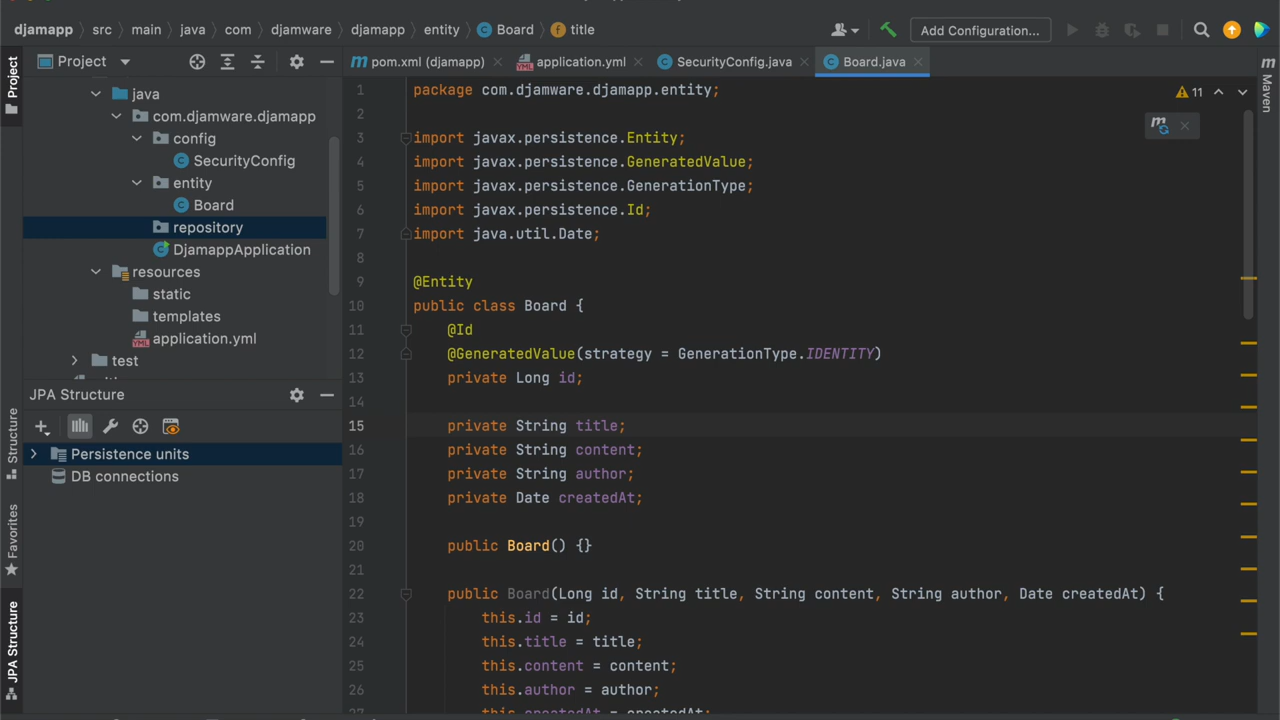 djamapp
src
main
java
com
djamware
djamapp
entity
Board
title
Add Configuration...
Project
Project
pom.xml (djamapp)
application.yml
SecurityConfig.java
Board.java
Maven
java
com.djamware.djamapp
config
SecurityConfig
entity
Board
repository
DjamappApplication
resources
static
templates
application.yml
test
JPA Structure
Persistence units
DB connections
Structure
Favorites
JPA Structure
11
1 package com.djamware.djamapp.entity;
2
3 import javax.persistence.Entity;
4 import javax.persistence.GeneratedValue;
5 import javax.persistence.GenerationType;
6 import javax.persistence.Id;
7 import java.util.Date;
8
9 @Entity
10 public class Board {
11 @Id
12 @GeneratedValue(strategy = GenerationType.IDENTITY)
13 private Long id;
14
15 private String title;
16 private String content;
17 private String author;
18 private Date createdAt;
19
20 public Board() {}
21
22 public Board(Long id, String title, String content, String author, Date createdAt) {
23 this.id = id;
24 this.title = title;
25 this.content = content;
26 this.author = author;
27 this.createdAt = createdAt;